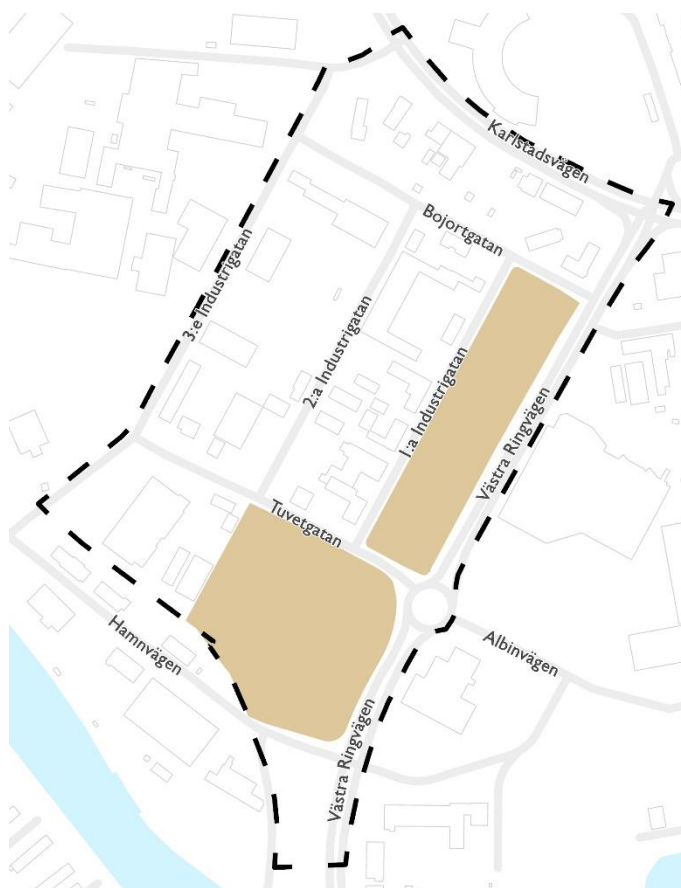 Karlstadsvägen
Bojortgatan
3:e Industrigatan
2:a Industrigatan
1:a Industrigatan
Västra Ringvägen
Tuvetgatan
Hamnvägen
Albinvägen
Västra Ringvägen